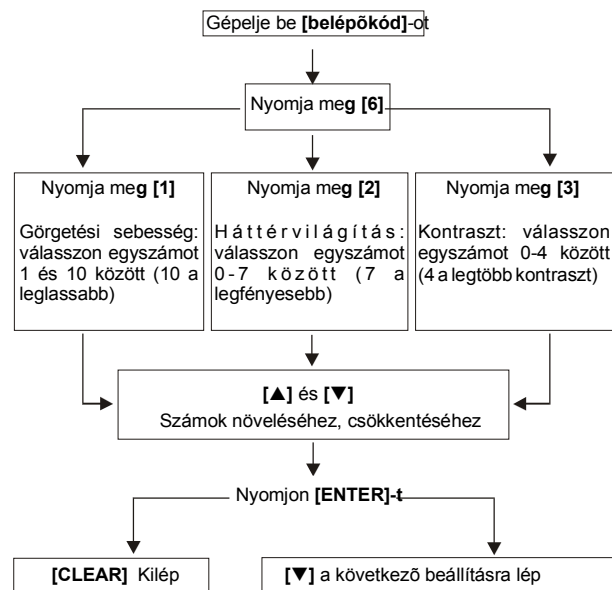 Gépelje be [belépõkód]-ot
Nyomja meg [6]
Nyomja meg [1]
Görgetési sebesség:
válasszon egyszámot
1 és 10 között (10 a
leglassabb)
Nyomja meg [2]
Háttérvilágítás:
válasszon egyszámot
0-7 között (7 a
legfényesebb)
Nyomja meg [3]
Kontraszt: válasszon
egyszámot 0-4 között
(4 a legtöbb kontraszt)
[▲] és [▼]
Számok növeléséhez, csökkentéséhez
Nyomjon [ENTER]-t
[CLEAR] Kilép
[▼] a következõ beállításra lép